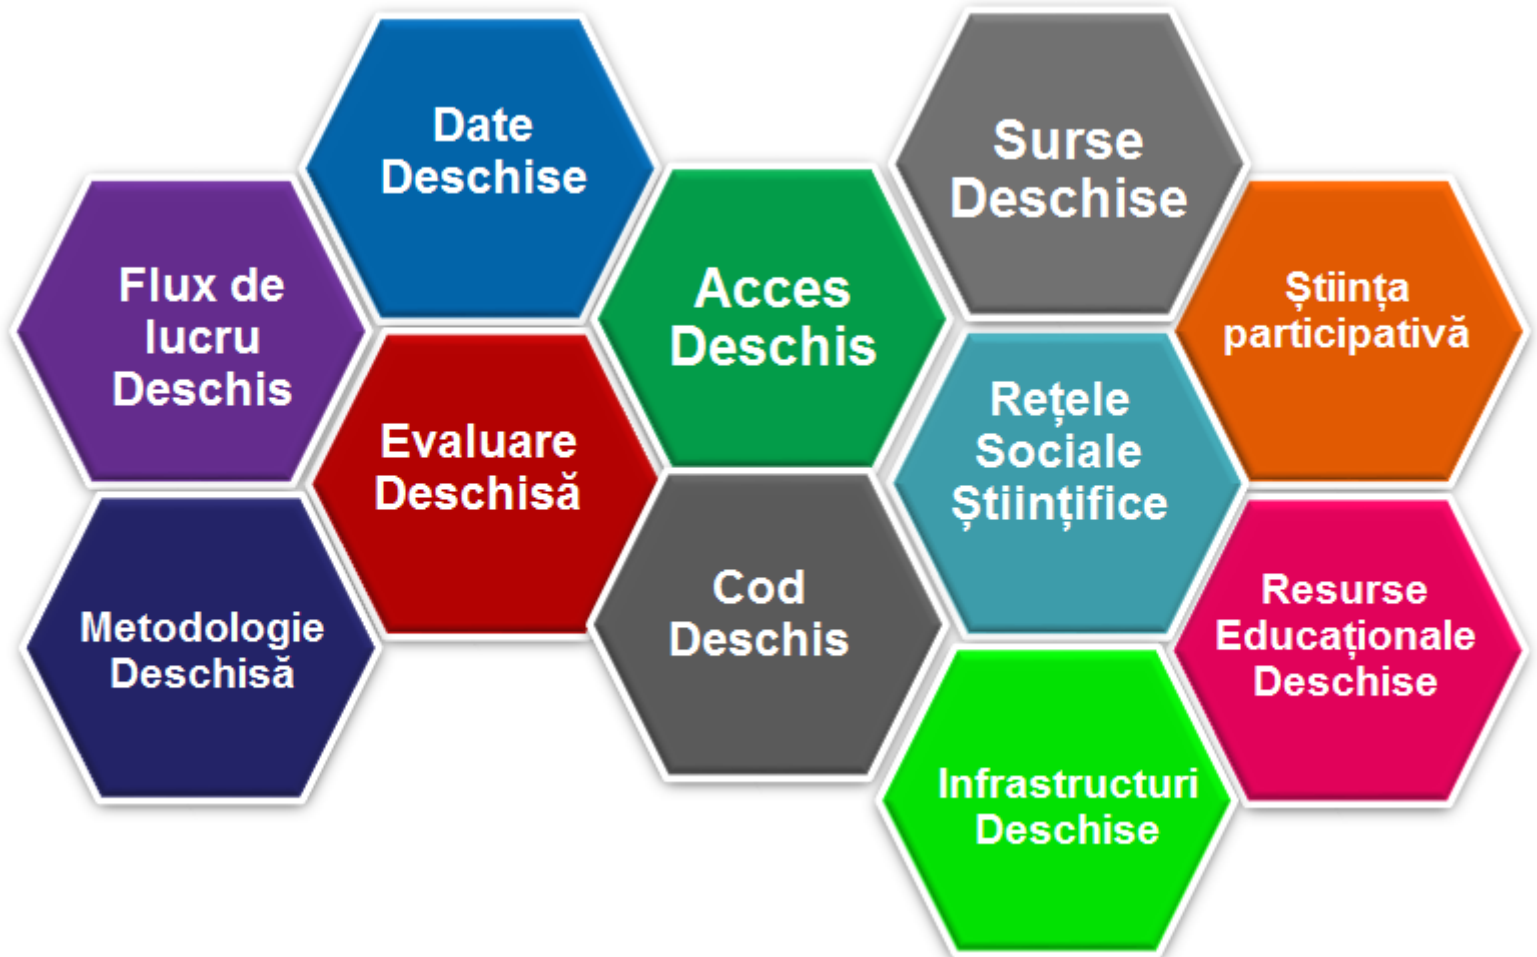 Date
Deschise
Surse
Deschise
Flux de
lucru
Deschis
Acces
Deschis
Știința
participativă
Evaluare
Deschisă
Rețele
Sociale
Științifice
Metodologie
Deschisă
Cod
Deschis
Resurse
Educaționale
Deschise
Infrastructuri
Deschise